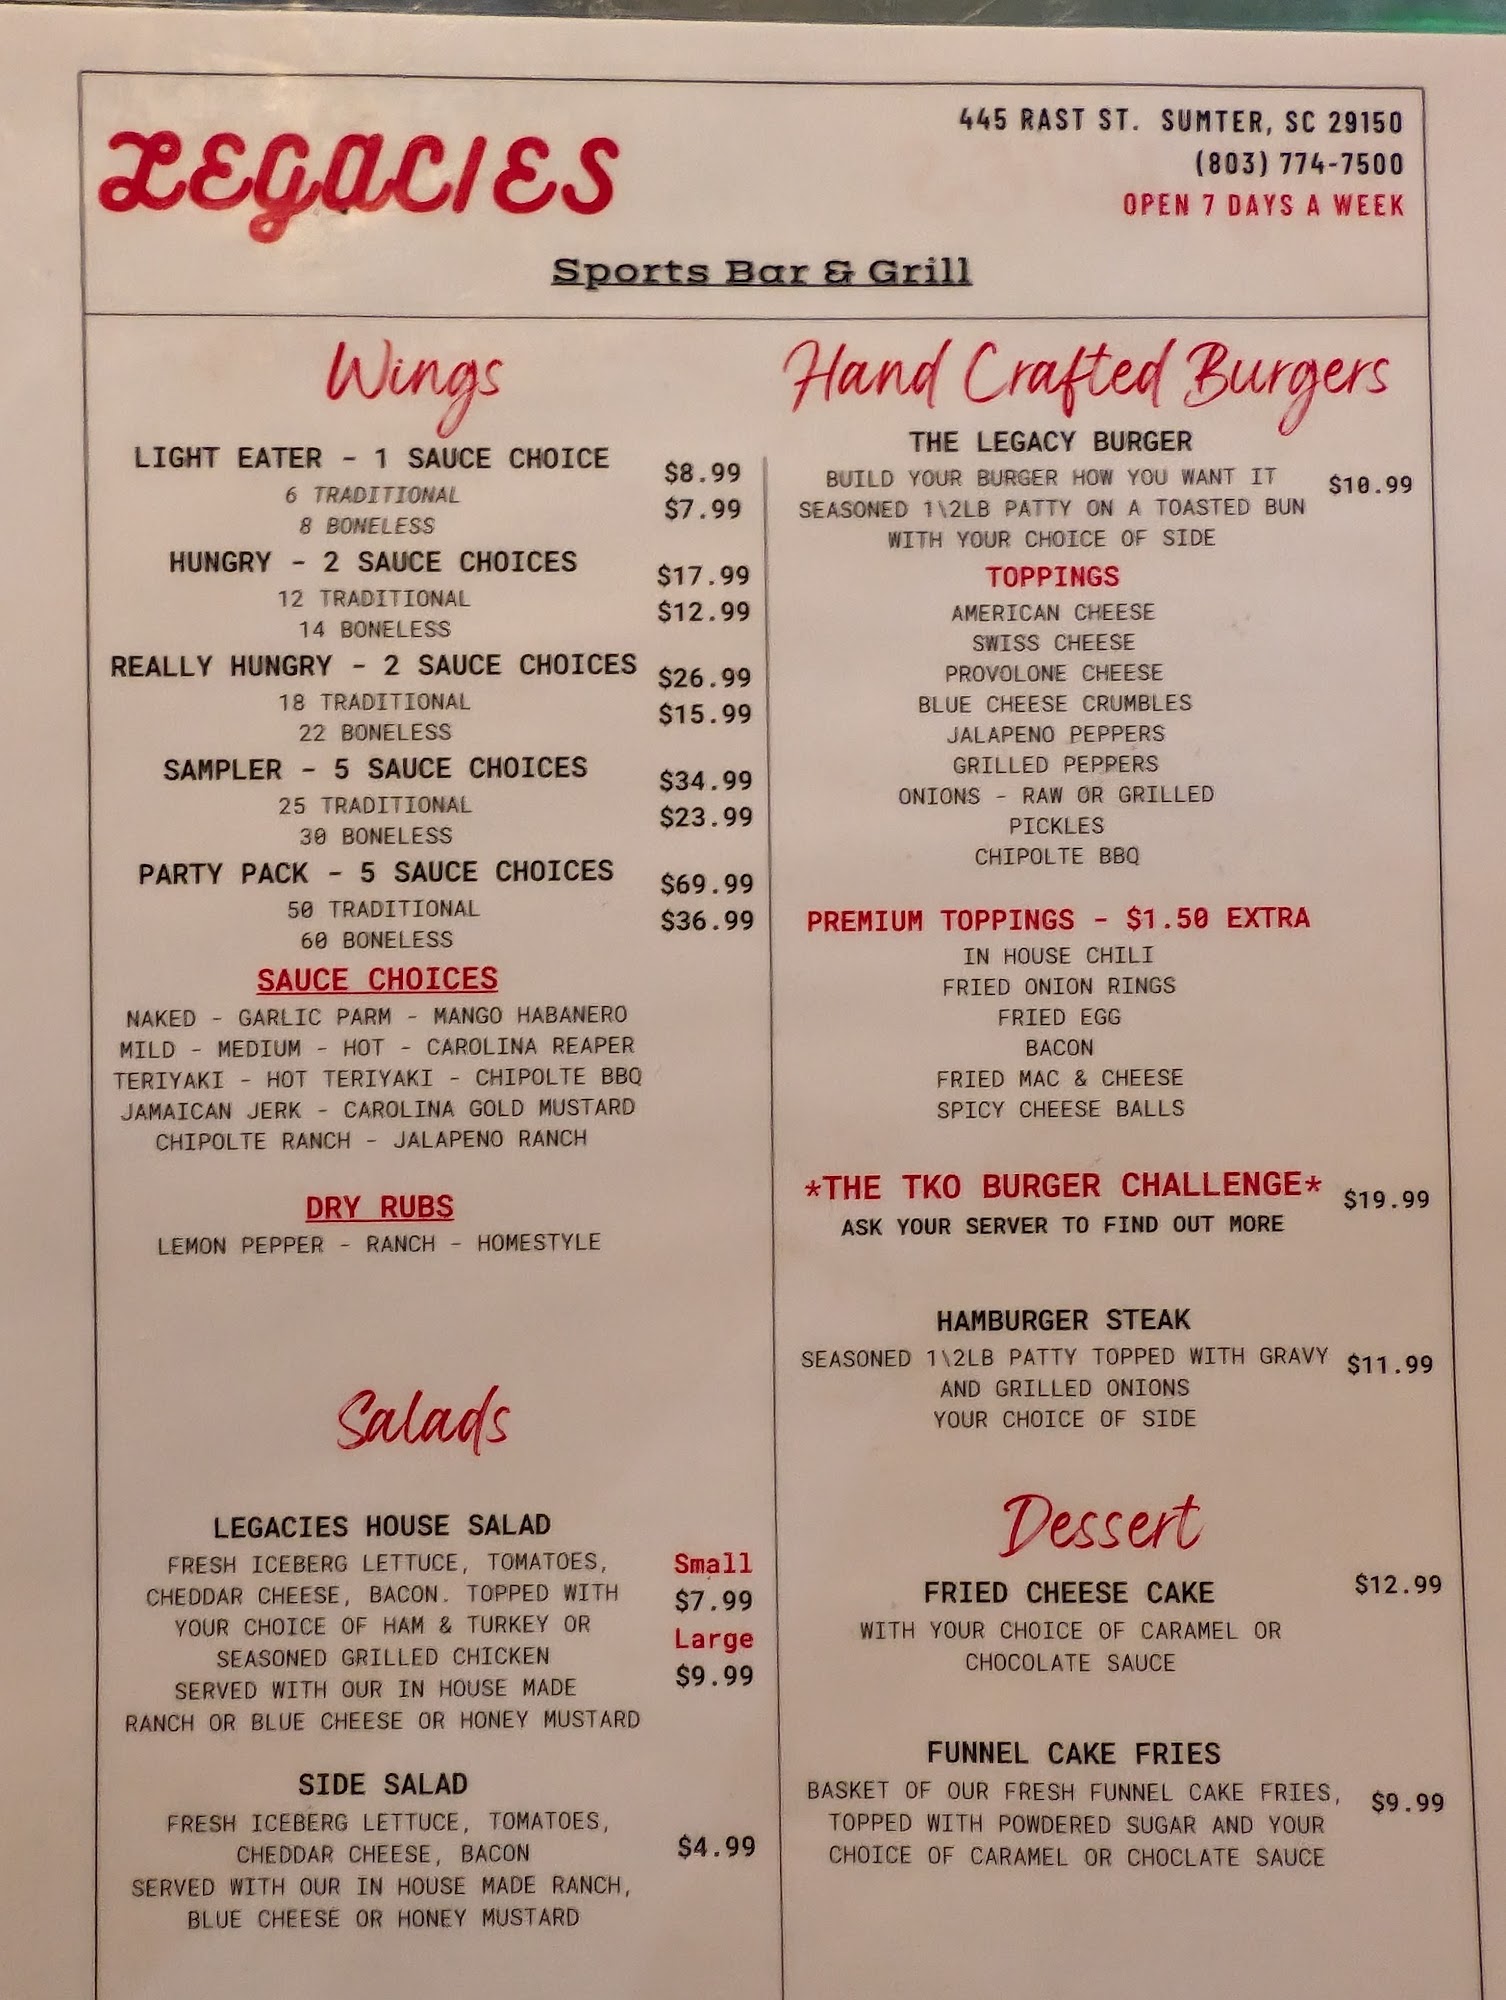 LEGACIES
445 RAST ST. SUMTER, SC 29150
(803) 774-7500
OPEN 7 DAYS A WEEK
Sports Bar & Grill
Wings
LIGHT EATER - 1 SAUCE CHOICE
6 TRADITIONAL $8.99
8 BONELESS $7.99
HUNGRY - 2 SAUCE CHOICES
12 TRADITIONAL $17.99
14 BONELESS $12.99
REALLY HUNGRY - 2 SAUCE CHOICES
18 TRADITIONAL $26.99
22 BONELESS $15.99
SAMPLER - 5 SAUCE CHOICES
25 TRADITIONAL $34.99
30 BONELESS $23.99
PARTY PACK - 5 SAUCE CHOICES
50 TRADITIONAL $69.99
60 BONELESS $36.99
SAUCE CHOICES
NAKED - GARLIC PARM - MANGO HABANERO
MILD - MEDIUM - HOT - CAROLINA REAPER
TERIYAKI - HOT TERIYAKI - CHIPOLTE BBQ
JAMAICAN JERK - CAROLINA GOLD MUSTARD
CHIPOLTE RANCH - JALAPENO RANCH
DRY RUBS
LEMON PEPPER - RANCH - HOMESTYLE
Salads
LEGACIES HOUSE SALAD
FRESH ICEBERG LETTUCE, TOMATOES,
CHEDDAR CHEESE, BACON. TOPPED WITH
YOUR CHOICE OF HAM & TURKEY OR
SEASONED GRILLED CHICKEN
SERVED WITH OUR IN HOUSE MADE
RANCH OR BLUE CHEESE OR HONEY MUSTARD
Small
$7.99
Large
$9.99
SIDE SALAD
FRESH ICEBERG LETTUCE, TOMATOES,
CHEDDAR CHEESE, BACON $4.99
SERVED WITH OUR IN HOUSE MADE RANCH,
BLUE CHEESE OR HONEY MUSTARD
Hand Crafted Burgers
THE LEGACY BURGER
BUILD YOUR BURGER HOW YOU WANT IT $10.99
SEASONED 1\2LB PATTY ON A TOASTED BUN
WITH YOUR CHOICE OF SIDE
TOPPINGS
AMERICAN CHEESE
SWISS CHEESE
PROVOLONE CHEESE
BLUE CHEESE CRUMBLES
JALAPENO PEPPERS
GRILLED PEPPERS
ONIONS - RAW OR GRILLED
PICKLES
CHIPOLTE BBQ
PREMIUM TOPPINGS - $1.50 EXTRA
IN HOUSE CHILI
FRIED ONION RINGS
FRIED EGG
BACON
FRIED MAC & CHEESE
SPICY CHEESE BALLS
*THE TKO BURGER CHALLENGE* $19.99
ASK YOUR SERVER TO FIND OUT MORE
HAMBURGER STEAK
SEASONED 1\2LB PATTY TOPPED WITH GRAVY $11.99
AND GRILLED ONIONS
YOUR CHOICE OF SIDE
Dessert
FRIED CHEESE CAKE $12.99
WITH YOUR CHOICE OF CARAMEL OR
CHOCOLATE SAUCE
FUNNEL CAKE FRIES
BASKET OF OUR FRESH FUNNEL CAKE FRIES, $9.99
TOPPED WITH POWDERED SUGAR AND YOUR
CHOICE OF CARAMEL OR CHOCLATE SAUCE